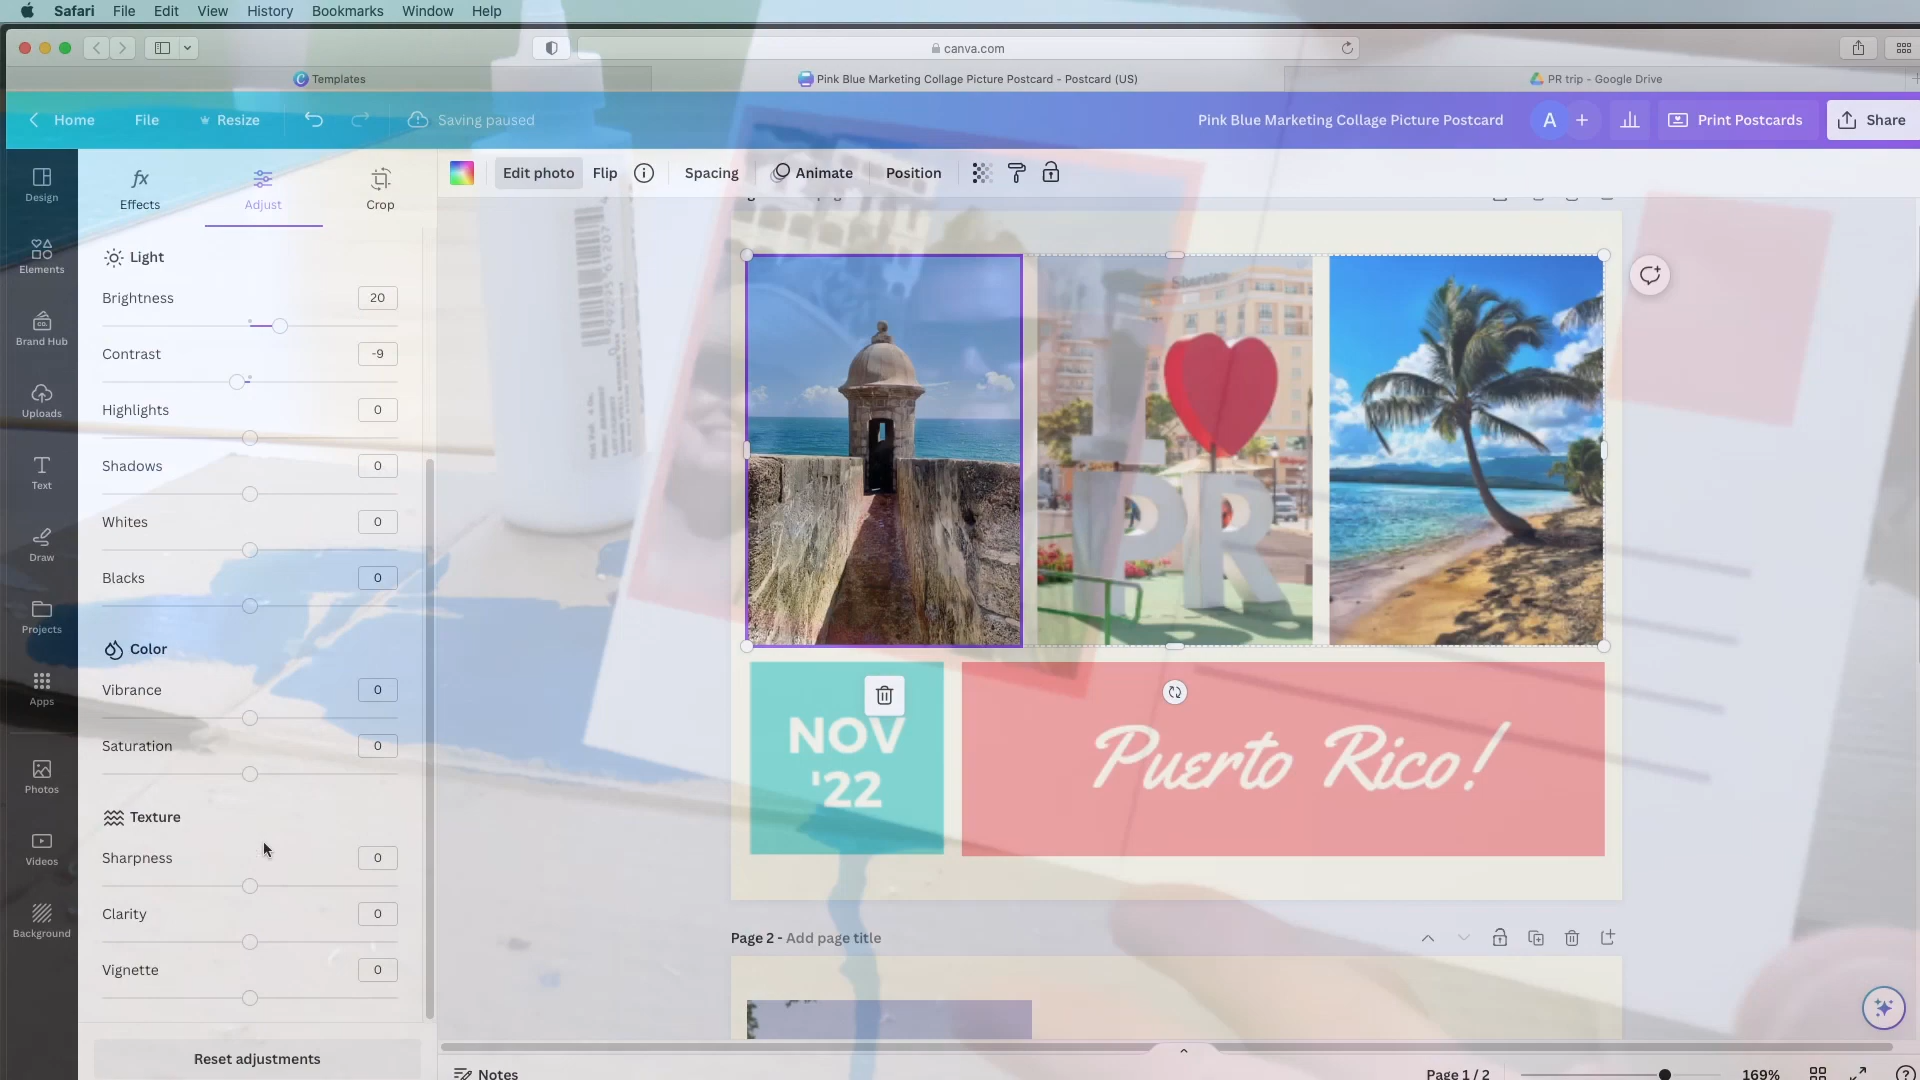 Safari File Edit View History Bookmarks Window Help
canva.com
Templates
Pink Blue Marketing Collage Picture Postcard - Postcard (US)
PR trip - Google Drive
Home File Resize Saving paused
Pink Blue Marketing Collage Picture Postcard
A
Print Postcards
Share
Design
Elements
Brand Hub
co.
Uploads
Text
Draw
Projects
Apps
Photos
Videos
Background
fx
Effects
Adjust
Crop
Edit photo Flip Spacing Animate Position
Light
Brightness 20
Contrast -9
Highlights 0
Shadows 0
Whites 0
Blacks 0
Color
Vibrance 0
Saturation 0
Texture
Sharpness 0
Clarity 0
Vignette 0
Reset adjustments
I
PR
NOV
'22
Puerto Rico!
Page 2 - Add page title
Notes
Page 1 / 2
169%